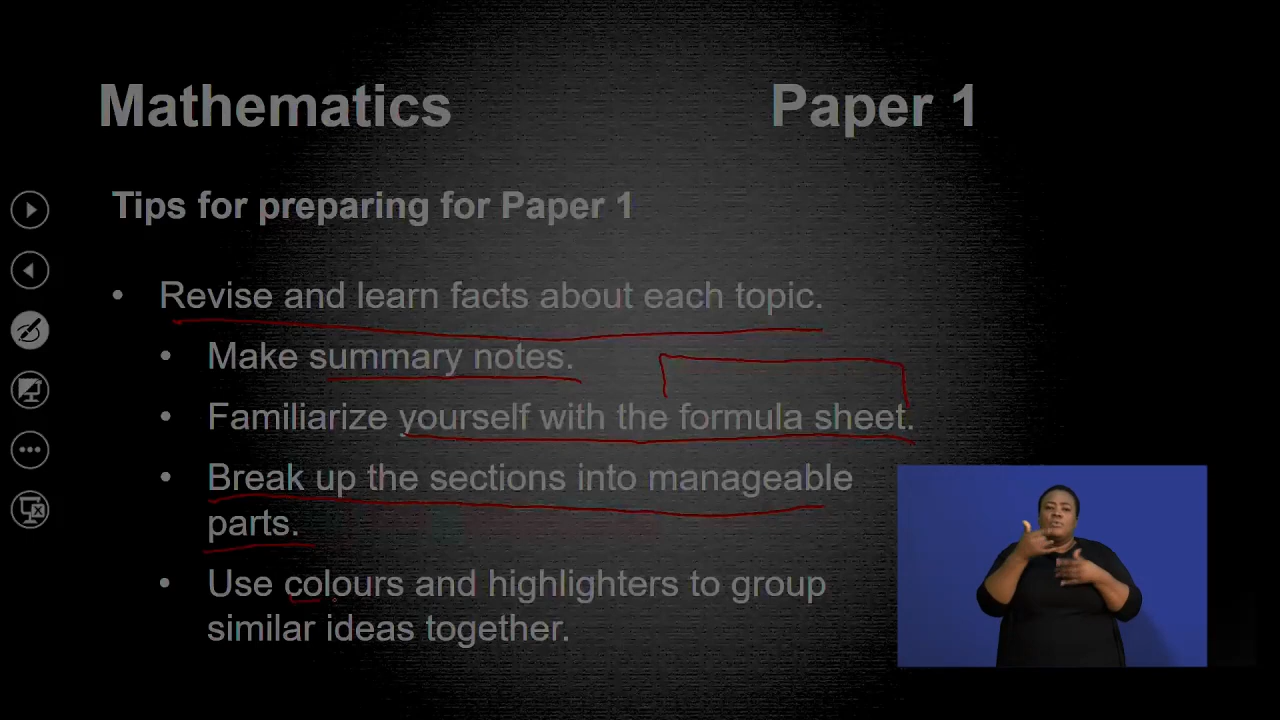 Mathematics Paper 1
Tips for preparing for Paper 1
• Revise and learn facts about each topic.
• Make summary notes.
• Familiarize yourself with the formula sheet.
• Break up the sections into manageable
parts.
• Use colours and highlighters to group
similar ideas together.